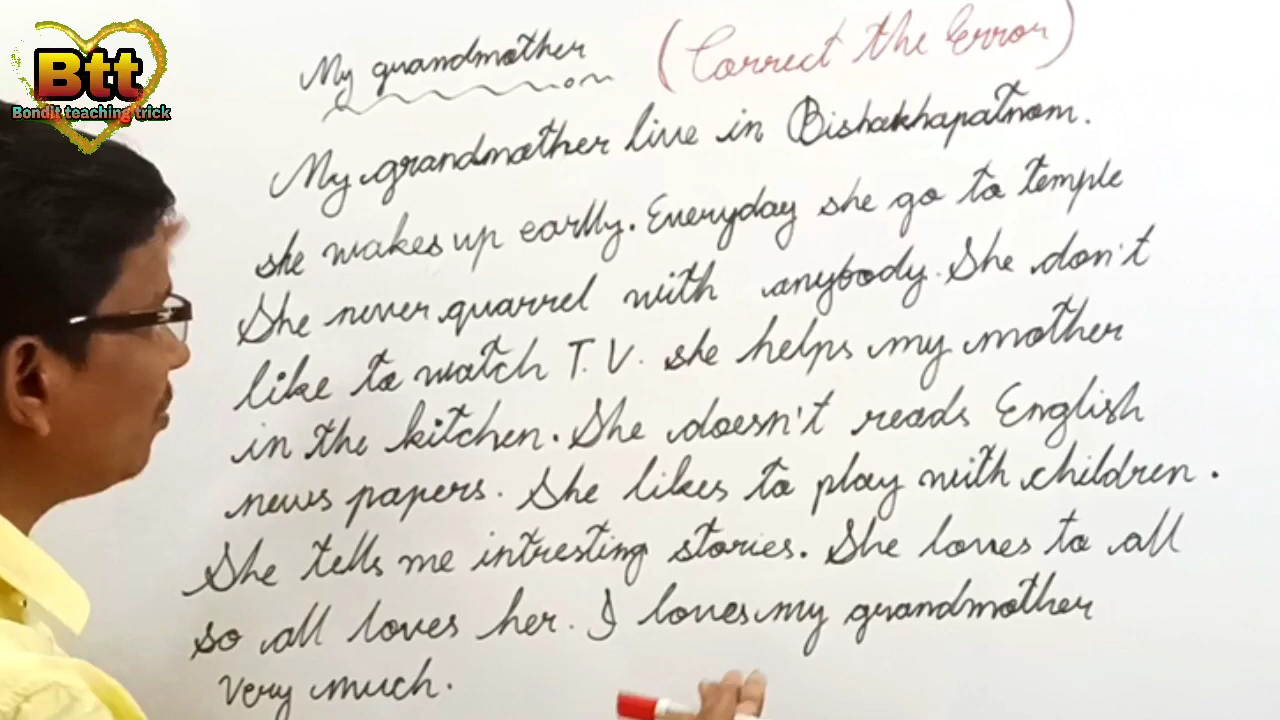 Btt
Bondit teaching trick
My grandmother (Correct the Error)
My grandmother live in Bishakhapatnom.
she wakes up earlly. Everyday she go to temple
She never quarrel with anybody. She don't
like to watch T.V. she helps my mother
in the kitchen. She doesn't reads English
news papers. She likes to play with children.
She tells me intresting stories. She loves to all
so all loves her. I loves my grandmother
very much.